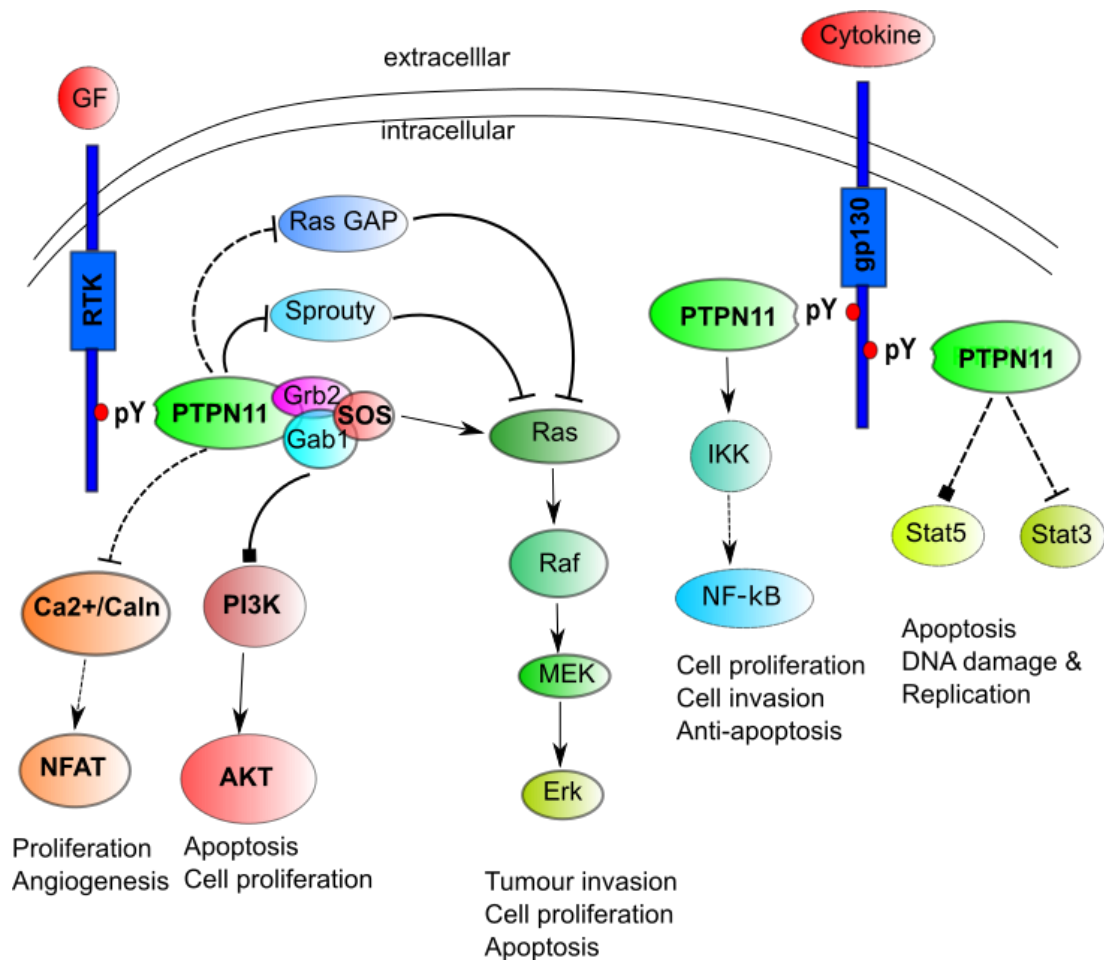 Cytokine
extracelllar
GF
intracellular
Ras GAP
gp130
RTK
Sprouty
PTPN11
pY
pY
PTPN11
Grb2
pY
PTPN11
SOS
Gab1
Ras
IKK
Stat5
Stat3
Raf
Ca2+/Caln
PI3K
NF-kB
Apoptosis
DNA damage &
Replication
Cell proliferation
Cell invasion
Anti-apoptosis
MEK
NFAT
AKT
Erk
Proliferation
Angiogenesis
Apoptosis
Cell proliferation
Tumour invasion
Cell proliferation
Apoptosis